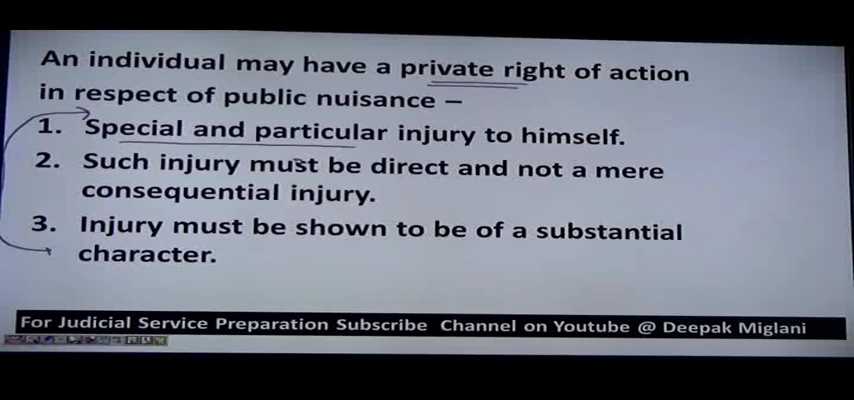 An individual may have a private right of action
in respect of public nuisance –
1. Special and particular injury to himself.
2. Such injury must be direct and not a mere
consequential injury.
3. Injury must be shown to be of a substantial
character.
For Judicial Service Preparation Subscribe Channel on Youtube @ Deepak Miglani